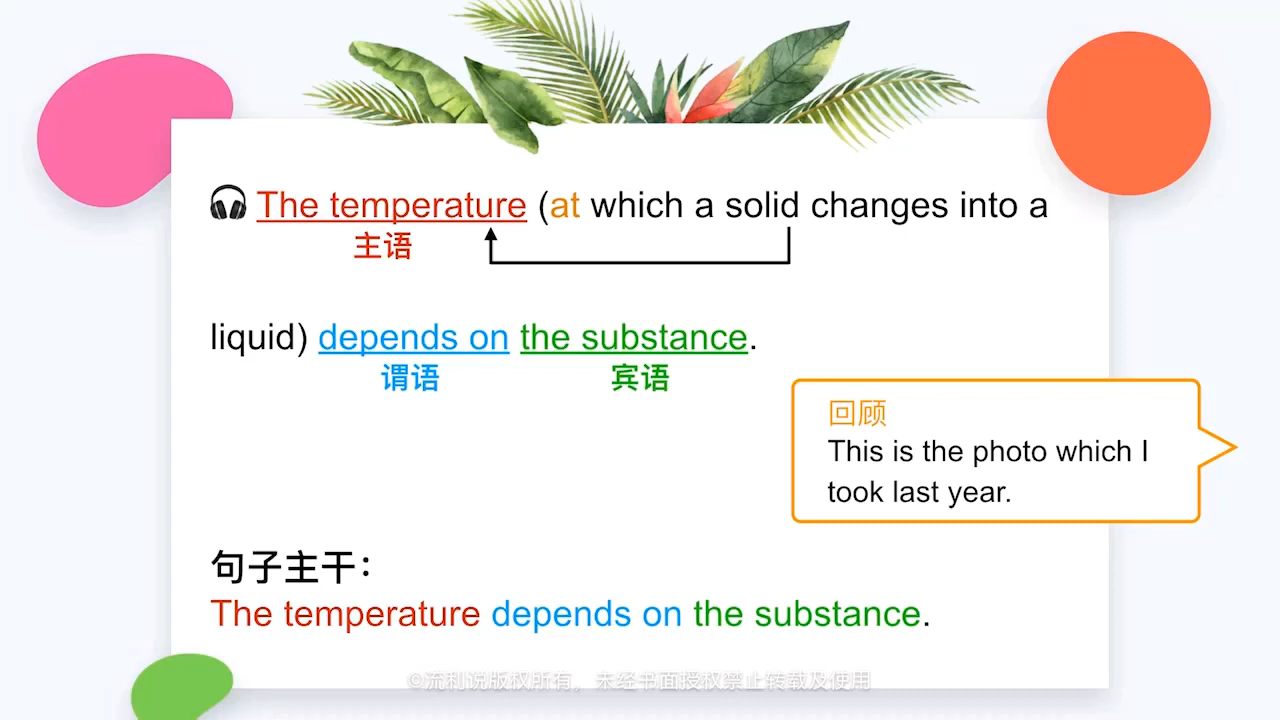 The temperature (at which a solid changes into a
主语
liquid) depends on the substance.
谓语 宾语
回顾
This is the photo which I
took last year.
句子主干：
The temperature depends on the substance.
©流利说版权所有，未经书面授权禁止转载及使用